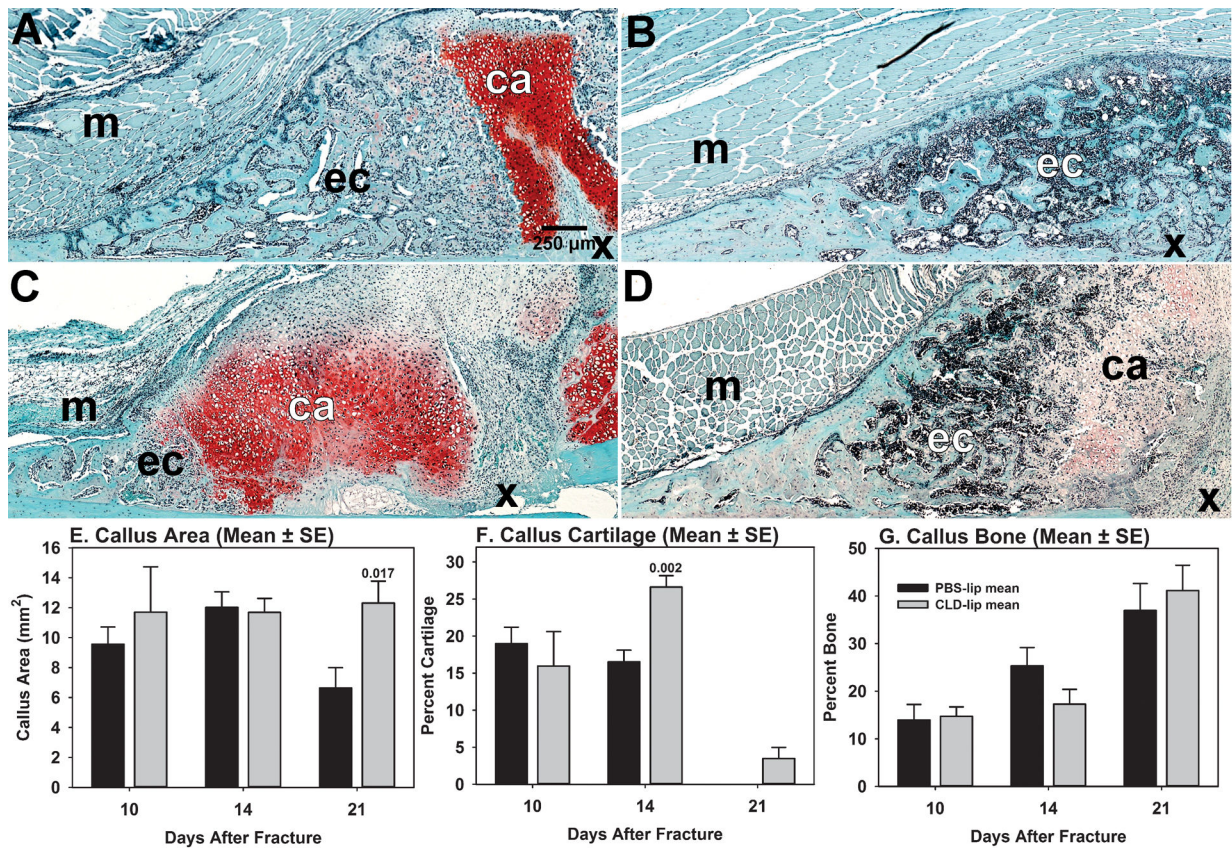 A
m
ec
ca
250 µm
x
B
m
ec
x
C
m
ec
ca
x
D
m
ec
ca
x
E. Callus Area (Mean ± SE)
Callus Area (mm²)
16
14
12
10
8
6
4
2
0
0.017
10 14 21
Days After Fracture
F. Callus Cartilage (Mean ± SE)
Percent Cartilage
30
25
20
15
10
5
0
0.002
10 14 21
Days After Fracture
G. Callus Bone (Mean ± SE)
Percent Bone
50
40
30
20
10
0
PBS-lip mean
CLD-lip mean
10 14 21
Days After Fracture